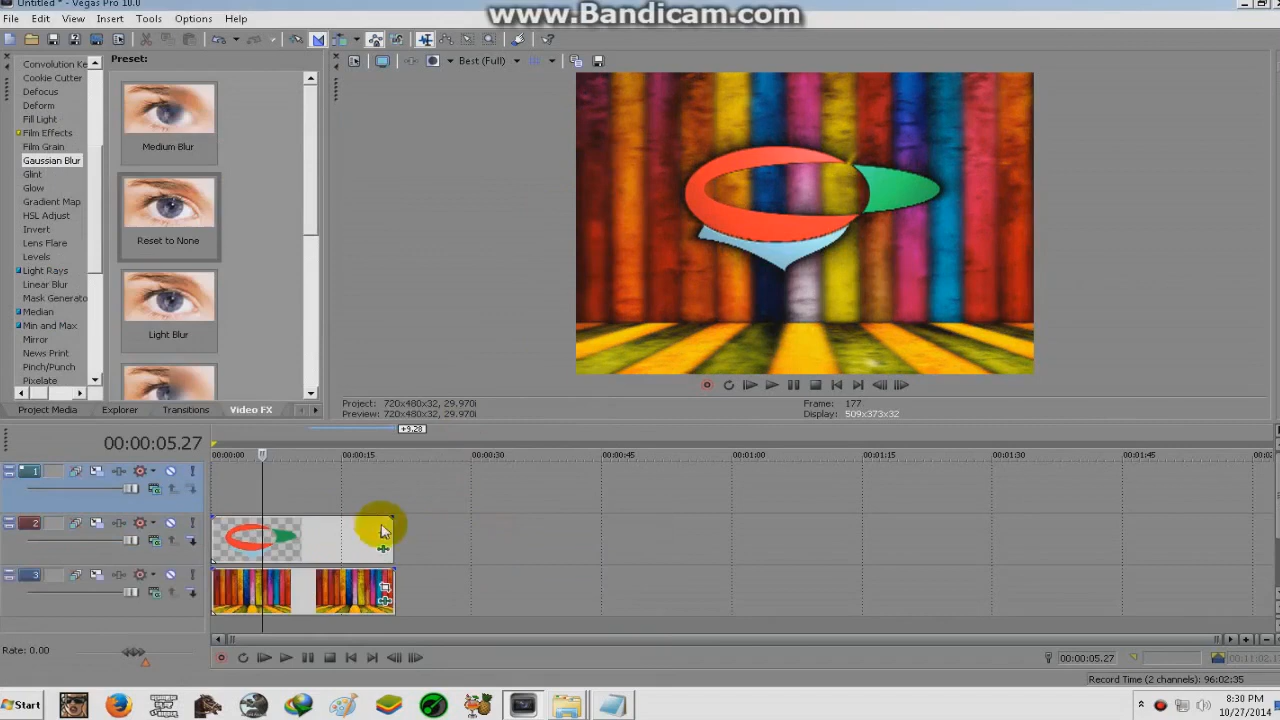 Untitled * - Vegas Pro 10.0
www.Bandicam.com
File Edit View Insert Tools Options Help
Best (Full)
Preset:
Convolution Ke
Cookie Cutter
Defocus
Deform
Fill Light
Film Effects
Film Grain
Gaussian Blur
Glint
Glow
Gradient Map
HSL Adjust
Invert
Lens Flare
Levels
Light Rays
Linear Blur
Mask Generato
Median
Min and Max
Mirror
News Print
Pinch/Punch
Pixelate
Medium Blur
Reset to None
Light Blur
Project Media Explorer Transitions Video FX
Project: 720x480x32, 29.970i
Preview: 720x480x32, 29.970i
Frame: 177
Display: 509x373x32
+9.28
00:00:05.27
00:00:00 00:00:15 00:00:30 00:00:45 00:01:00 00:01:15 00:01:30 00:01:45
1
2
3
Rate: 0.00
00:00:05.27
Record Time (2 channels): 96:02:35
Start
8:30 PM
10/27/2014